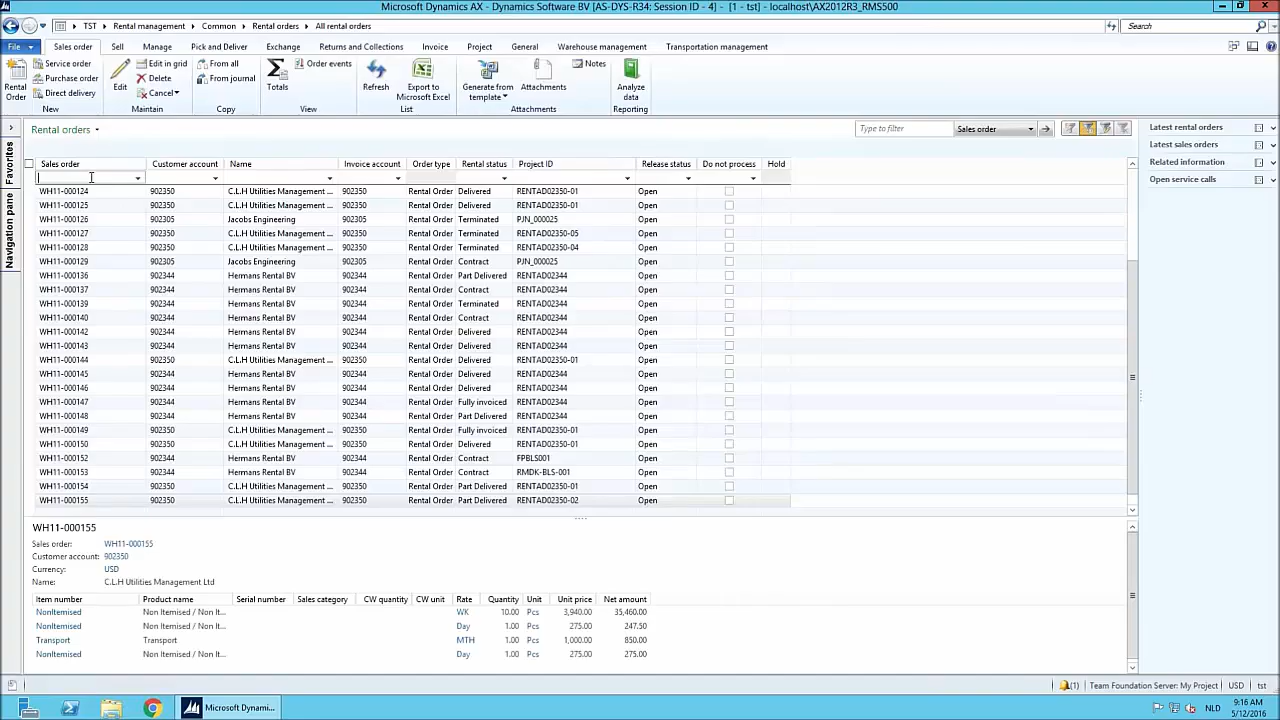 Microsoft Dynamics AX - Dynamics Software BV [AS-DYS-R34: Session ID - 4] - [1 - tst] - localhost\AX2012R3_RMS500
TST Rental management Common Rental orders All rental orders Search
File Sales order Sell Manage Pick and Deliver Exchange Returns and Collections Invoice Project General Warehouse management Transportation management
Rental Order Service order Purchase order Direct delivery New
Edit Edit in grid Delete Cancel Maintain
From all From journal Copy
Totals Order events View
Refresh Export to Microsoft Excel List
Generate from template Attachments Notes Attachments
Analyze data Reporting
Rental orders Type to filter Sales order
Favorites
Navigation pane
Sales order Customer account Name Invoice account Order type Rental status Project ID Release status Do not process Hold
WH11-000124 902350 C.L.H Utilities Management ... 902350 Rental Order Delivered RENTAD02350-01 Open
WH11-000125 902350 C.L.H Utilities Management ... 902350 Rental Order Delivered RENTAD02350-01 Open
WH11-000126 902305 Jacobs Engineering 902305 Rental Order Terminated PJN_000025 Open
WH11-000127 902350 C.L.H Utilities Management ... 902350 Rental Order Terminated RENTAD02350-05 Open
WH11-000128 902350 C.L.H Utilities Management ... 902350 Rental Order Terminated RENTAD02350-04 Open
WH11-000129 902305 Jacobs Engineering 902305 Rental Order Contract PJN_000025 Open
WH11-000136 902344 Hermans Rental BV 902344 Rental Order Part Delivered RENTAD02344 Open
WH11-000137 902344 Hermans Rental BV 902344 Rental Order Contract RENTAD02344 Open
WH11-000139 902344 Hermans Rental BV 902344 Rental Order Terminated RENTAD02344 Open
WH11-000140 902344 Hermans Rental BV 902344 Rental Order Contract RENTAD02344 Open
WH11-000142 902344 Hermans Rental BV 902344 Rental Order Delivered RENTAD02344 Open
WH11-000143 902344 Hermans Rental BV 902344 Rental Order Delivered RENTAD02344 Open
WH11-000144 902350 C.L.H Utilities Management ... 902350 Rental Order Delivered RENTAD02350-01 Open
WH11-000145 902344 Hermans Rental BV 902344 Rental Order Delivered RENTAD02344 Open
WH11-000146 902344 Hermans Rental BV 902344 Rental Order Delivered RENTAD02344 Open
WH11-000147 902344 Hermans Rental BV 902344 Rental Order Fully invoiced RENTAD02344 Open
WH11-000148 902344 Hermans Rental BV 902344 Rental Order Part Delivered RENTAD02344 Open
WH11-000149 902350 C.L.H Utilities Management ... 902350 Rental Order Fully invoiced RENTAD02350-01 Open
WH11-000150 902350 C.L.H Utilities Management ... 902350 Rental Order Delivered RENTAD02350-01 Open
WH11-000152 902344 Hermans Rental BV 902344 Rental Order Contract FPBLS001 Open
WH11-000153 902344 Hermans Rental BV 902344 Rental Order Contract RMDK-BLS-001 Open
WH11-000154 902350 C.L.H Utilities Management ... 902350 Rental Order Part Delivered RENTAD02350-01 Open
WH11-000155 902350 C.L.H Utilities Management ... 902350 Rental Order Part Delivered RENTAD02350-02 Open
Latest rental orders
Latest sales orders
Related information
Open service calls
WH11-000155
Sales order: WH11-000155
Customer account: 902350
Currency: USD
Name: C.L.H Utilities Management Ltd
Item number Product name Serial number Sales category CW quantity CW unit Rate Quantity Unit Unit price Net amount
NonItemised Non Itemised / Non It... WK 10.00 Pcs 3,940.00 35,460.00
NonItemised Non Itemised / Non It... Day 1.00 Pcs 275.00 247.50
Transport Transport MTH 1.00 Pcs 1,000.00 850.00
NonItemised Non Itemised / Non It... Day 1.00 Pcs 275.00 275.00
(1) Team Foundation Server: My Project USD tst
Microsoft Dynami... NLD 9:16 AM
5/12/2016